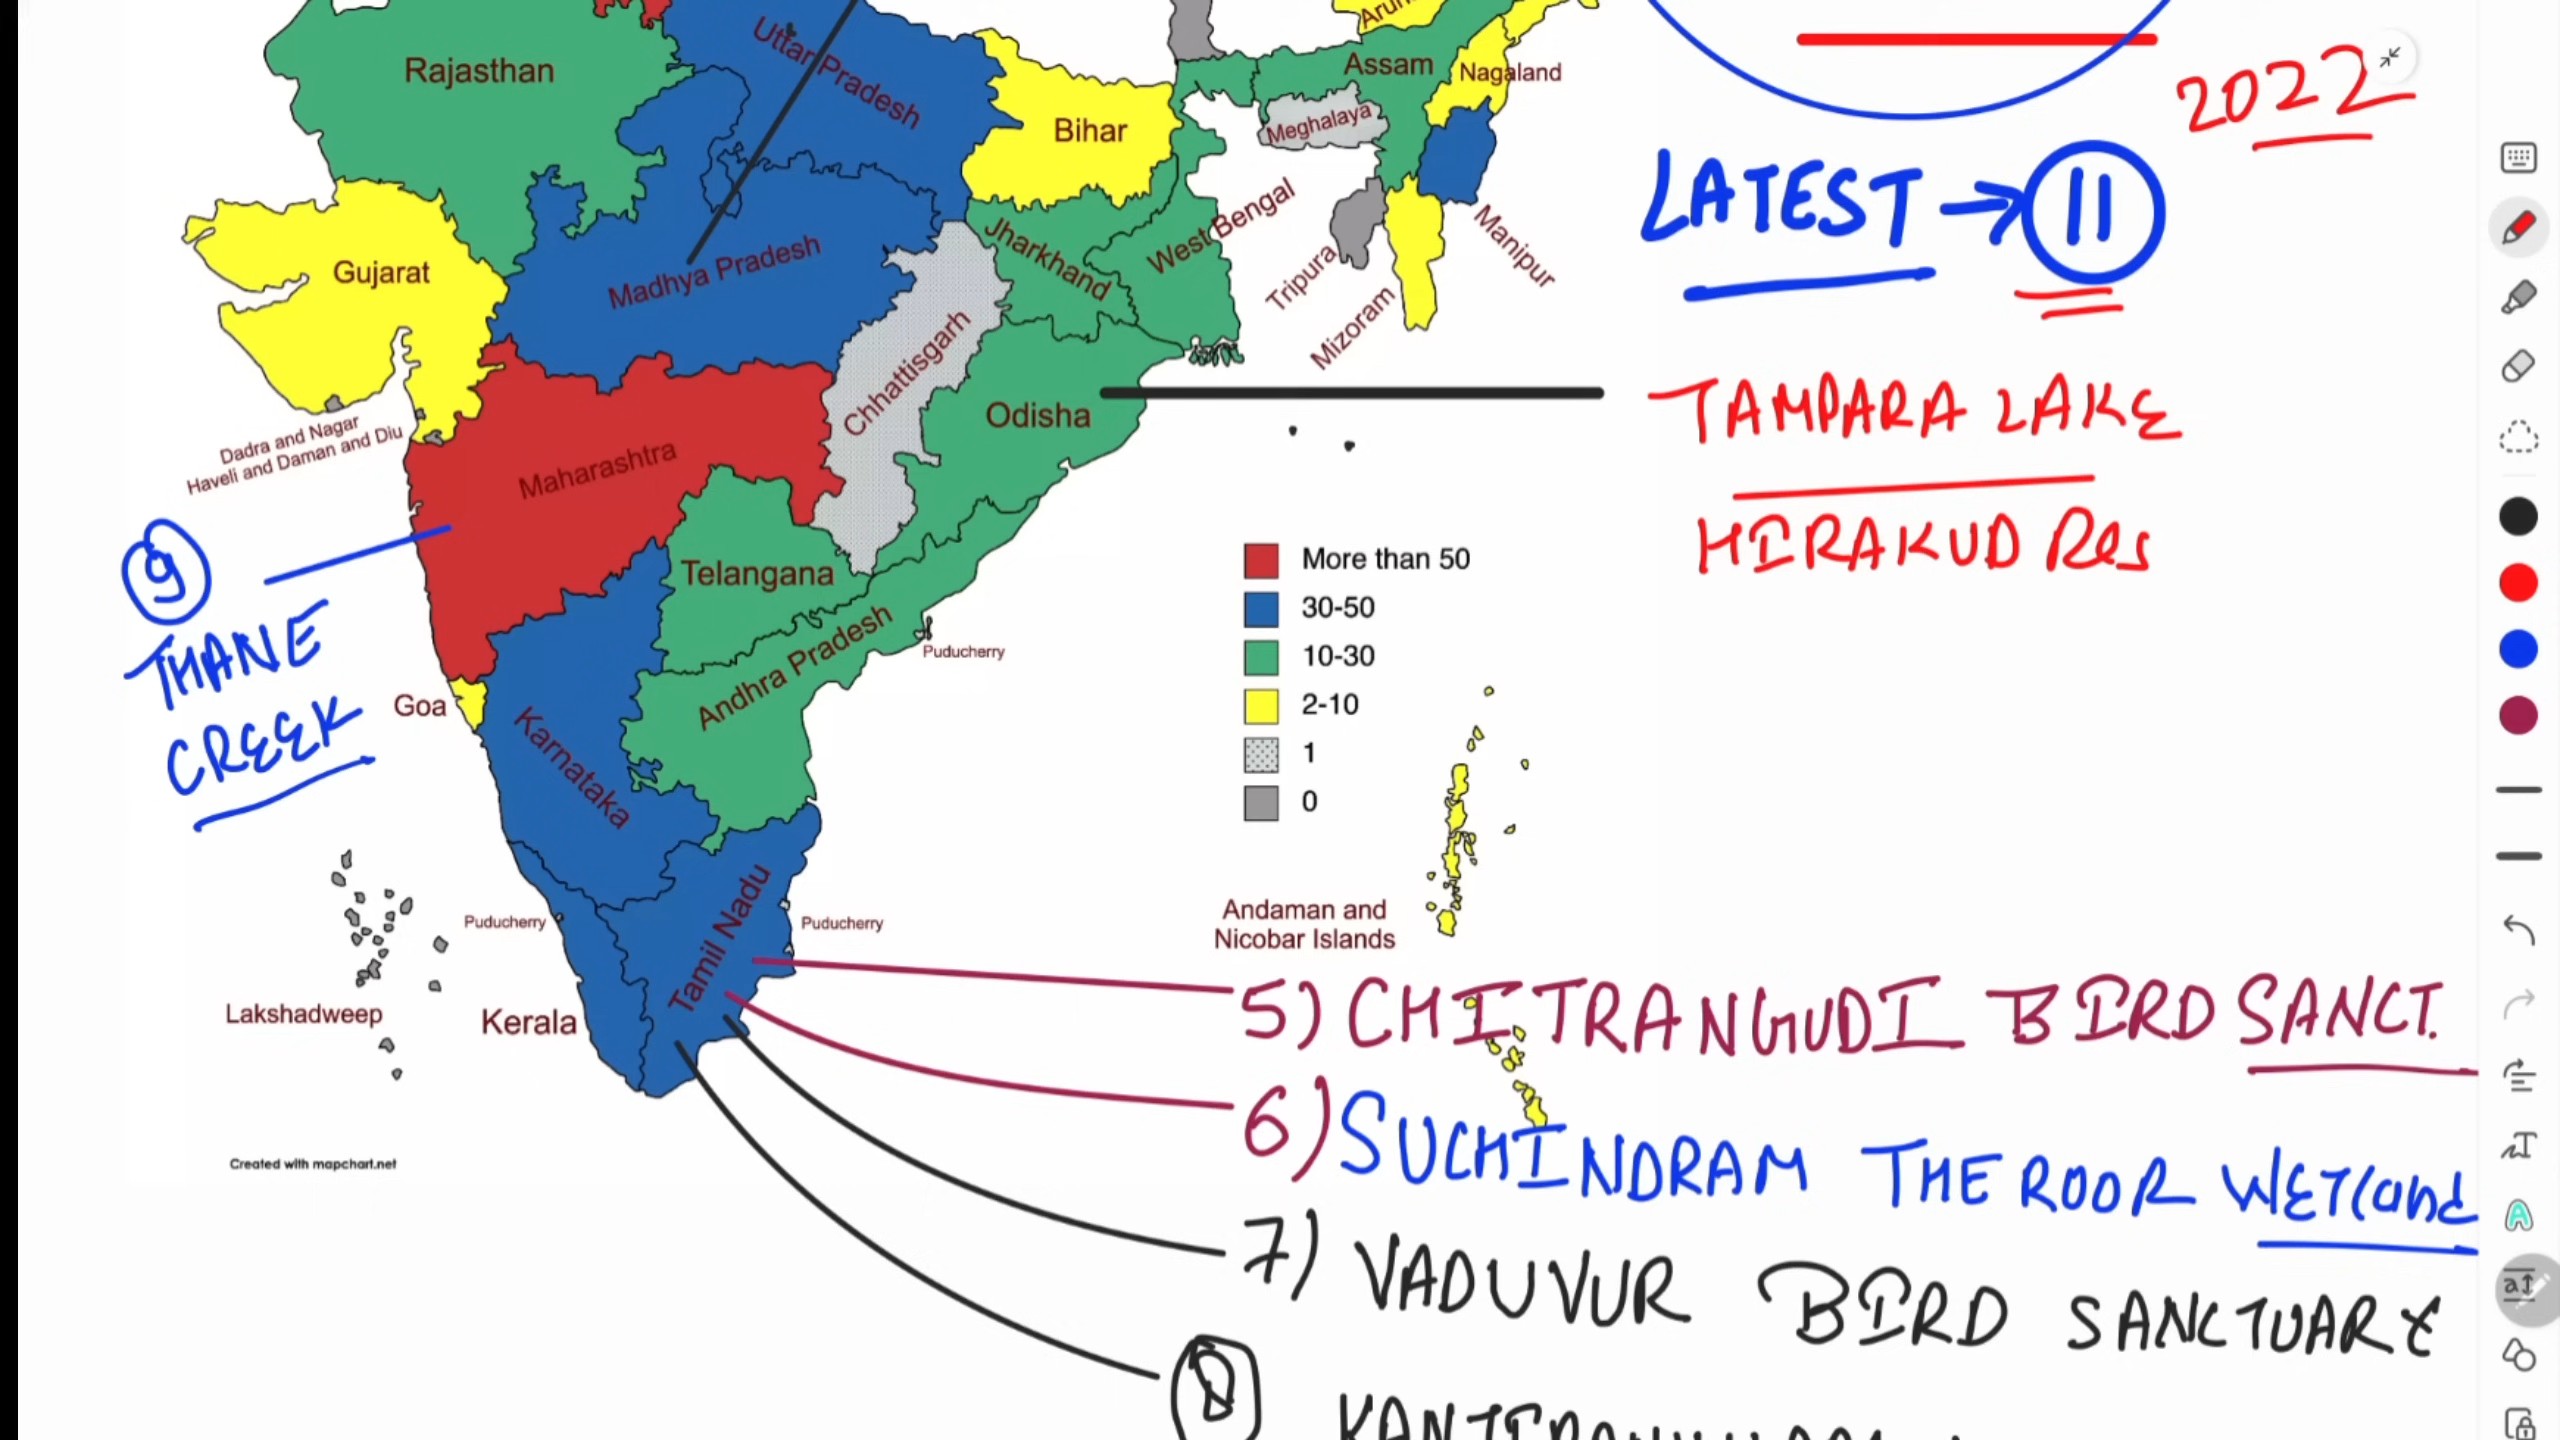 Uttar Pradesh
Rajasthan
Assam
Nagaland
Bihar
Meghalaya
2022
LATEST → 11
Gujarat
Madhya Pradesh
Jharkhand
West Bengal
Tripura
Mizoram
Manipur
Chhattisgarh
Odisha
TAMPARA LAKE
HIRAKUD Res
Dadra and Nagar
Haveli and Daman and Diu
Maharashtra
9
THANE
CREEK
Telangana
Andhra Pradesh
Puducherry
More than 50
30-50
10-30
2-10
1
0
Goa
Karnataka
Tamil Nadu
Puducherry
Puducherry
Andaman and
Nicobar Islands
Lakshadweep
Kerala
5) CHITRANGUDI BIRD SANCT.
6) SUCHINDRAM THEROOR WETland
7) VADUVUR BIRD SANCTUARY
8
Created with mapchart.net